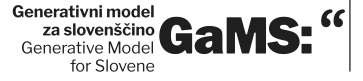 Generativni model
za slovenščino
Generative Model
for Slovene
GaMS: “